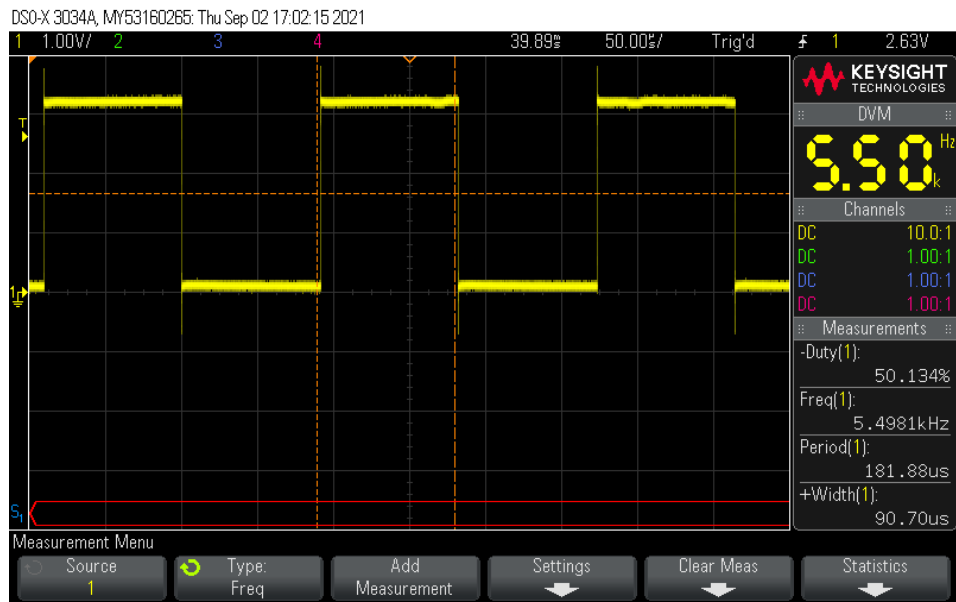 DSO-X 3034A, MY53160265: Thu Sep 02 17:02:15 2021
1 1.00V/ 2 3 4 39.89ms 50.00us/ Trig'd 1 2.63V
KEYSIGHT
TECHNOLOGIES
DVM
5.50 Hz
k
Channels
DC 10.0:1
DC 1.00:1
DC 1.00:1
DC 1.00:1
Measurements
-Duty(1):
50.134%
Freq(1):
5.4981kHz
Period(1):
181.88us
+Width(1):
90.70us
T
1
S1
Measurement Menu
Source
1
Type:
Freq
Add
Measurement
Settings
Clear Meas
Statistics